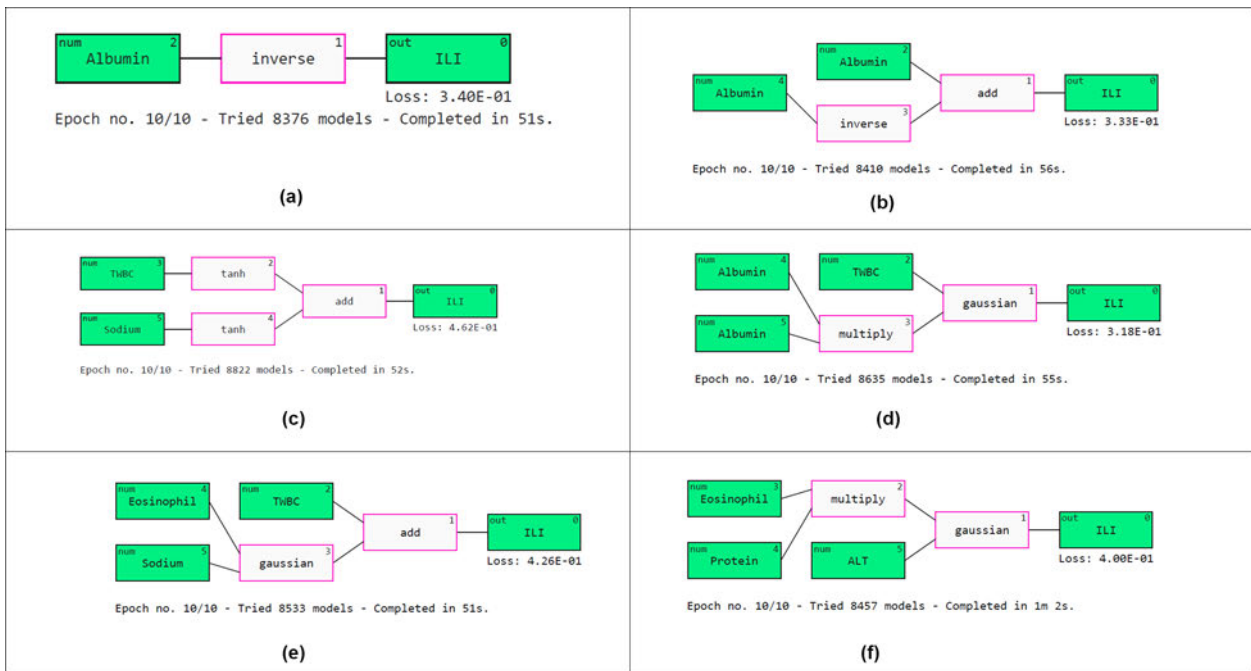 num 2 1 out 0
Albumin inverse ILI
Loss: 3.40E-01
Epoch no. 10/10 - Tried 8376 models - Completed in 51s.
(a)
num 2
Albumin
num 4 1 out 0
Albumin add ILI
3
inverse
Loss: 3.33E-01
Epoch no. 10/10 - Tried 8410 models - Completed in 56s.
(b)
num 3 2
TWBC tanh
1 out 0
add ILI
num 5 4
Sodium tanh
Loss: 4.62E-01
Epoch no. 10/10 - Tried 8822 models - Completed in 52s.
(c)
num 4 num 2
Albumin TWBC
1 out 0
gaussian ILI
num 5 3
Albumin multiply
Loss: 3.18E-01
Epoch no. 10/10 - Tried 8635 models - Completed in 55s.
(d)
num 4 num 2
Eosinophil TWBC
1 out 0
add ILI
num 5 3
Sodium gaussian
Loss: 4.26E-01
Epoch no. 10/10 - Tried 8533 models - Completed in 51s.
(e)
num 3 2
Eosinophil multiply
1 out 0
gaussian ILI
num 4 num 5
Protein ALT
Loss: 4.00E-01
Epoch no. 10/10 - Tried 8457 models - Completed in 1m 2s.
(f)